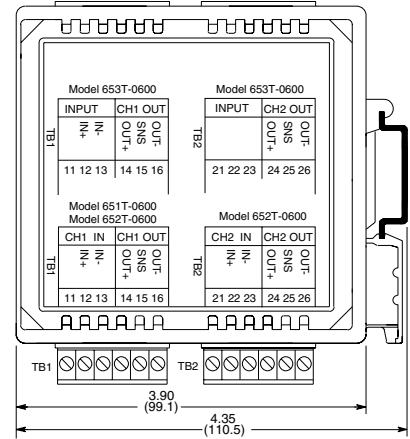 Model 653T-0600 Model 653T-0600
INPUT CH1 OUT INPUT CH2 OUT
TB1 IN+ IN- OUT+ SNS OUT- TB2 OUT+ SNS OUT-
11 12 13 14 15 16 21 22 23 24 25 26
Model 651T-0600
Model 652T-0600 Model 652T-0600
CH1 IN CH1 OUT CH2 IN CH2 OUT
TB1 IN+ IN- OUT+ SNS OUT- TB2 IN+ IN- OUT+ SNS OUT-
11 12 13 14 15 16 21 22 23 24 25 26
TB1 TB2
3.90
(99.1)
4.35
(110.5)